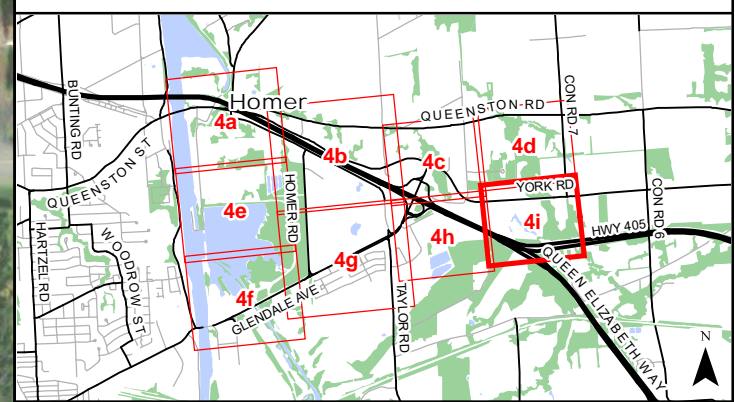 Homer
4a
4b
4c
4d
4e
4f
4g
4h
4i
QUEENSTON RD
CON RD 7
YORK RD
HWY 405
CON RD 6
QUEEN ELIZABETH WAY
BUNTING RD
QUEENSTON ST
HARTZEL RD
WOODROW ST
HOMER RD
GLENDALE AVE
TAYLOR RD
N